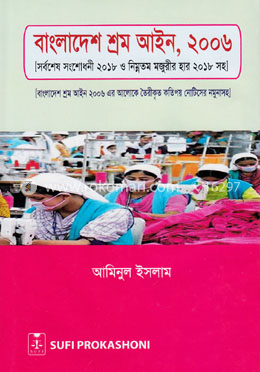 বাংলাদেশ শ্রম আইন, ২০০৬
[সর্বশেষ সংশোধনী ২০১৮ ও নিম্নতম মজুরীর হার ২০১৮ সহ]
[বাংলাদেশ শ্রম আইন ২০০৬ এর আলোকে তৈরীকৃত কতিপয় নোটিসের নমুনাসহ]
আমিনুল ইসলাম
SUFI
SUFI PROKASHONI